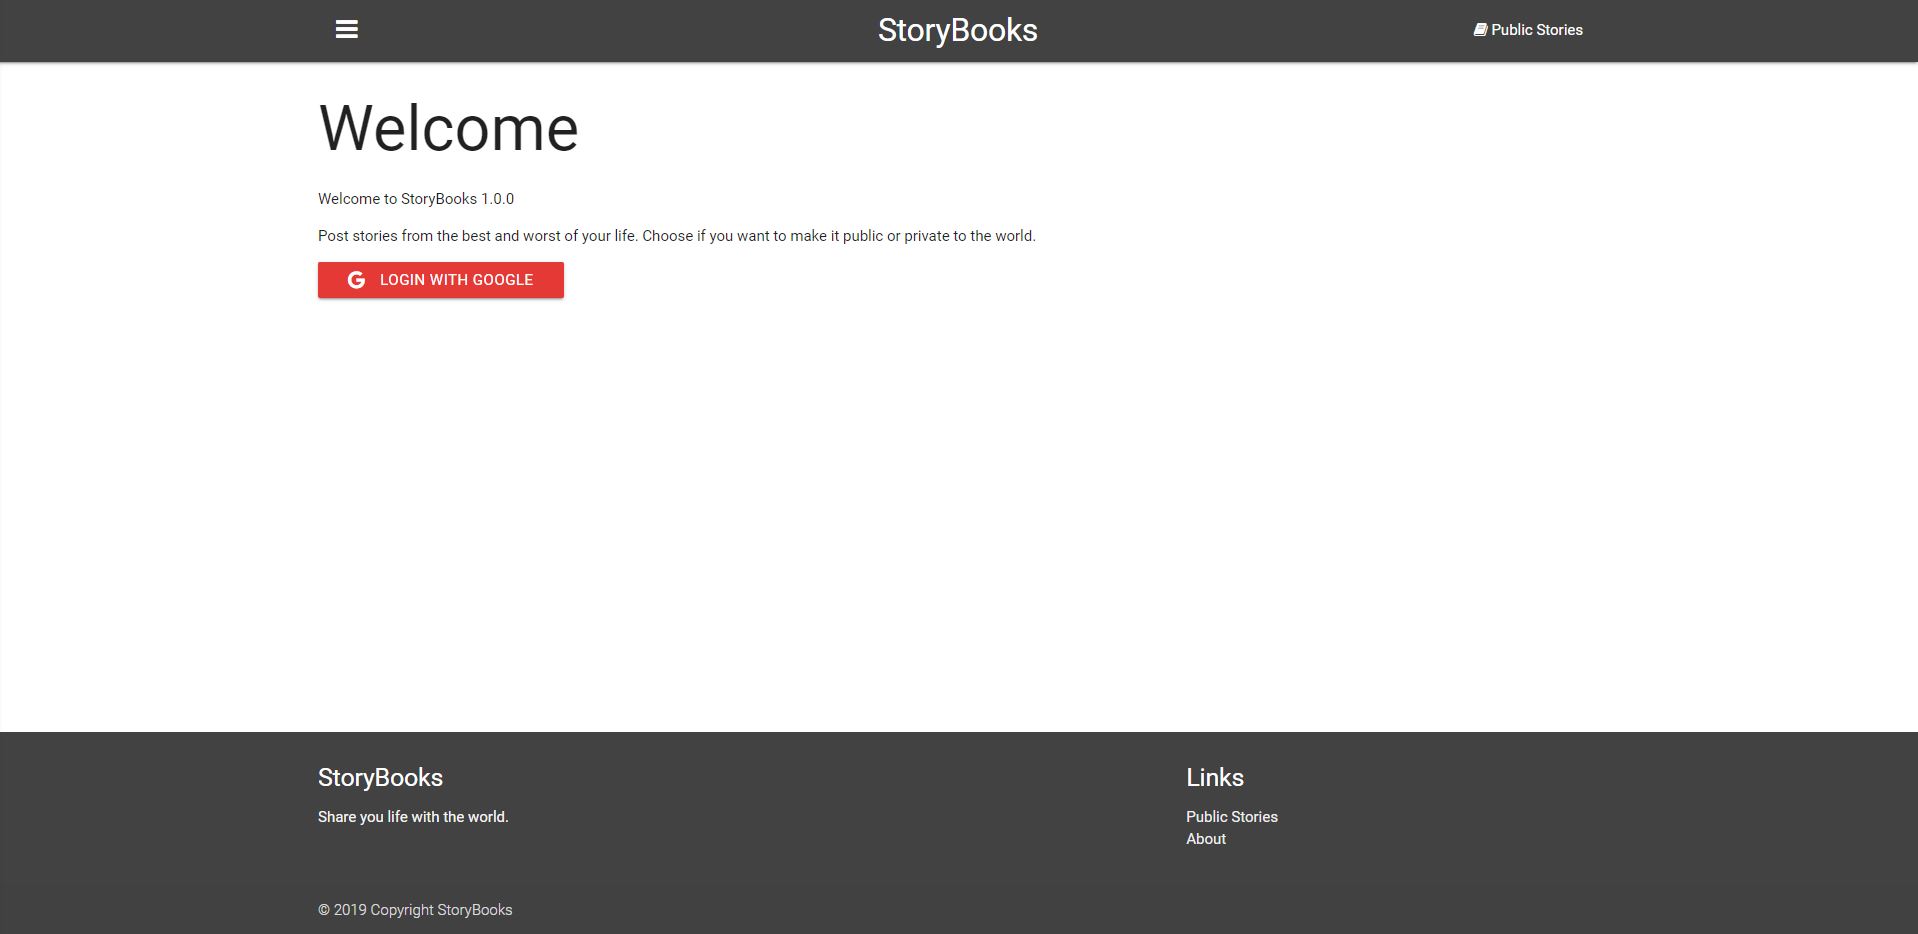 StoryBooks
Public Stories
Welcome
Welcome to StoryBooks 1.0.0
Post stories from the best and worst of your life. Choose if you want to make it public or private to the world.
G LOGIN WITH GOOGLE
StoryBooks
Share you life with the world.
Links
Public Stories
About
© 2019 Copyright StoryBooks